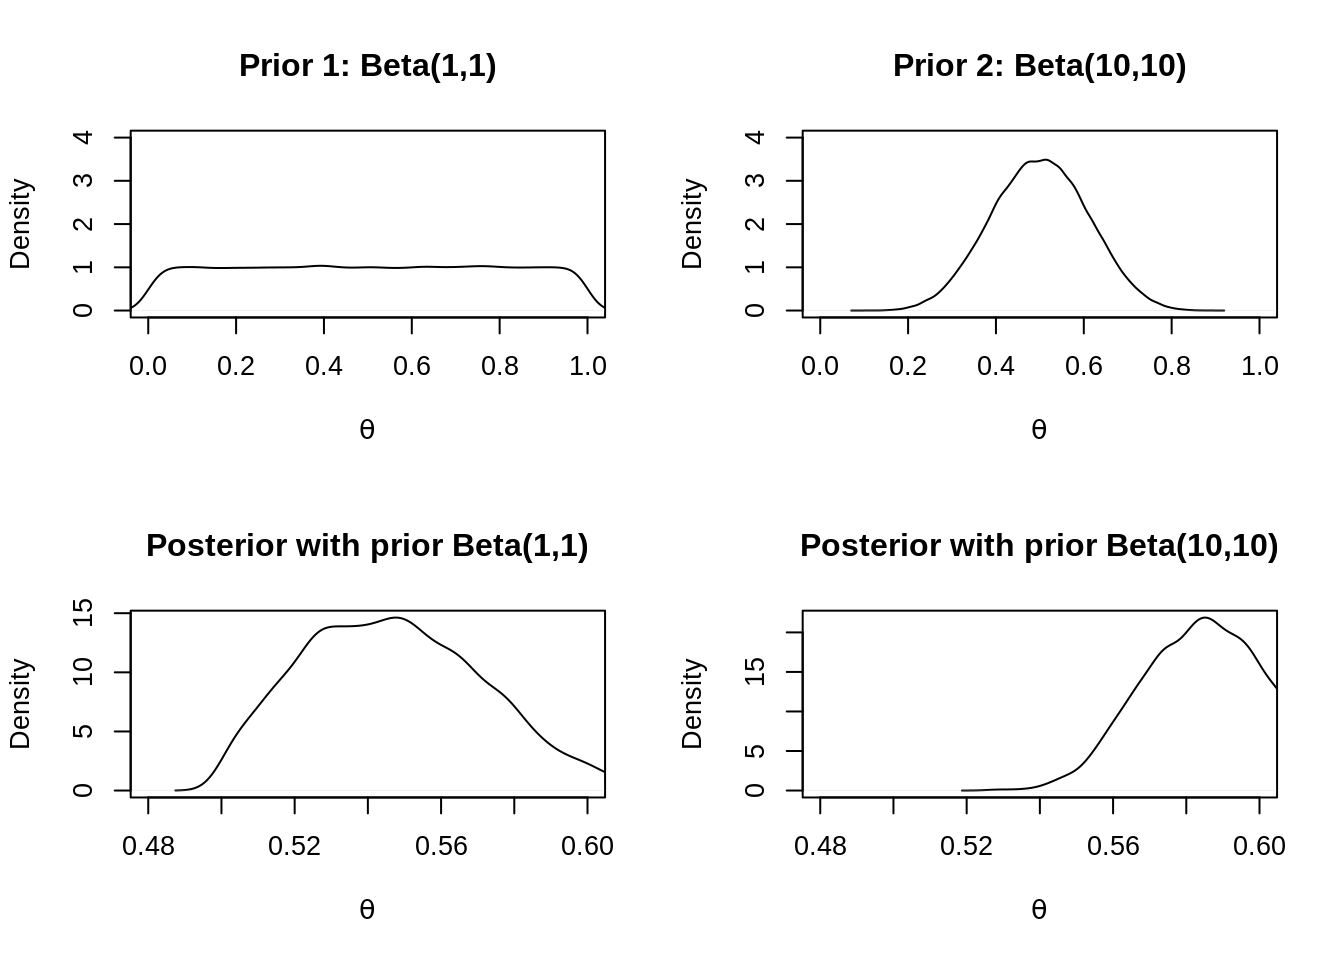 Prior 1: Beta(1,1)
Density
4
3
2
1
0
0.0 0.2 0.4 0.6 0.8 1.0
θ
Prior 2: Beta(10,10)
Density
4
3
2
1
0
0.0 0.2 0.4 0.6 0.8 1.0
θ
Posterior with prior Beta(1,1)
Density
15
10
5
0
0.48 0.52 0.56 0.60
θ
Posterior with prior Beta(10,10)
Density
15
5
0
0.48 0.52 0.56 0.60
θ